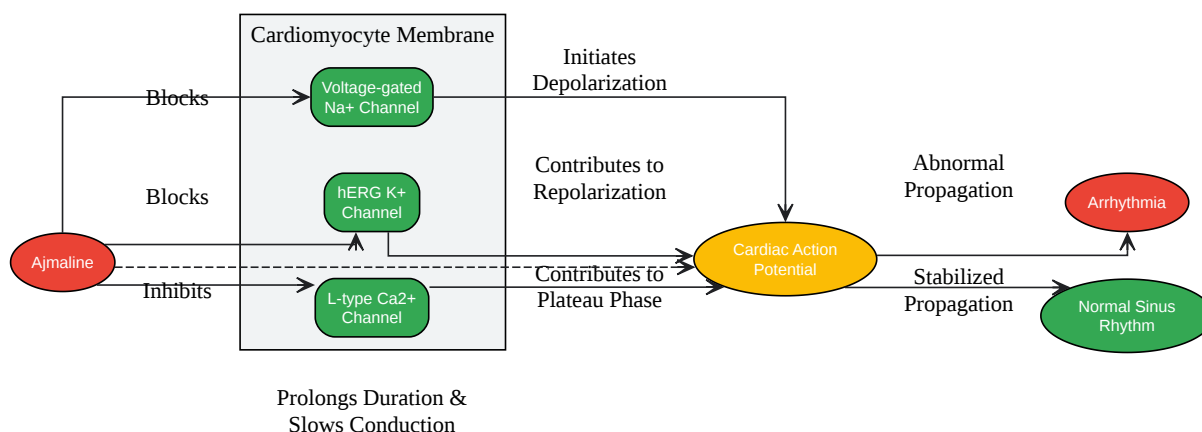 Cardiomyocyte Membrane
Initiates
Depolarization
Blocks
Voltage-gated
Na+ Channel
Blocks
hERG K+
Channel
Contributes to
Repolarization
Abnormal
Propagation
Arrhythmia
Ajmaline
Cardiac Action
Potential
Inhibits
L-type Ca2+
Channel
Contributes to
Plateau Phase
Stabilized
Propagation
Normal Sinus
Rhythm
Prolongs Duration &
Slows Conduction